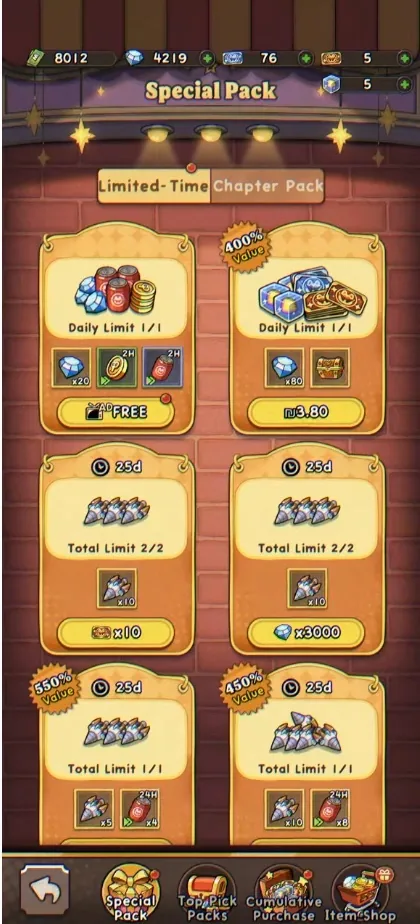 8012
4219
76
5
5
Special Pack
Limited-Time
Chapter Pack
400%
Value
Daily Limit 1/1
Daily Limit 1/1
x20
2H
2H
x80
AD
FREE
₪3.80
25d
25d
Total Limit 2/2
Total Limit 2/2
x10
x10
x10
x3000
550%
Value
25d
450%
Value
25d
Total Limit 1/1
Total Limit 1/1
x5
24H
x4
x10
24H
x8
Special
Pack
Top Pick
Packs
Cumulative
Purchase
Item Shop